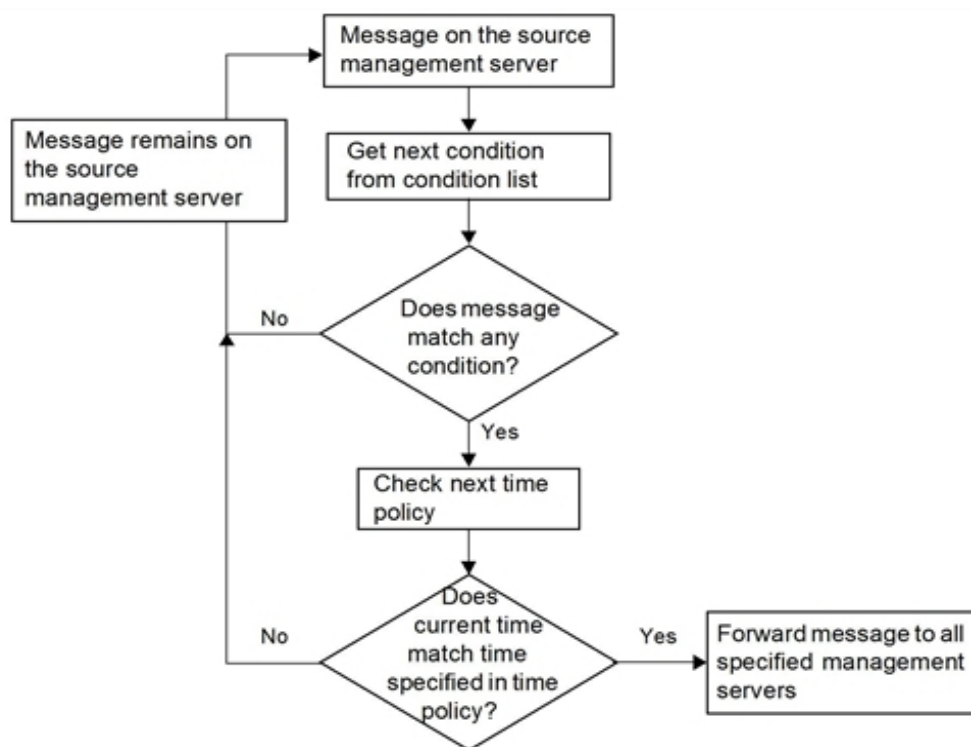 Message on the source
management server
Message remains on
the source
management server
Get next condition
from condition list
No
Does message
match any
condition?
Yes
Check next time
policy
No
Does
current time
match time
specified in time
policy?
Yes
Forward message to all
specified management
servers